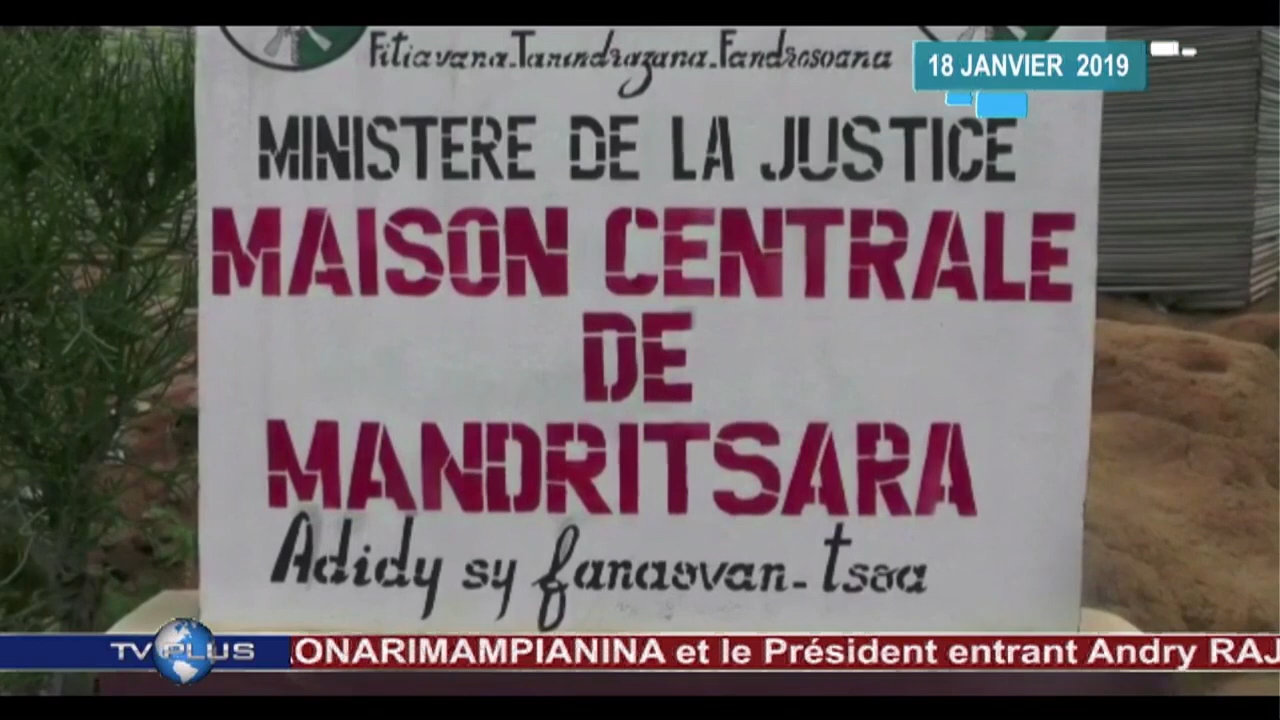 Fitiavana-Tanindrazana-Fandrosoana
18 JANVIER 2019
MINISTERE DE LA JUSTICE
MAISON CENTRALE
DE
MANDRITSARA
Adidy sy fanaovan-tsoa
TV PLUS
ONARIMAMPIANINA et le Président entrant Andry RAJ